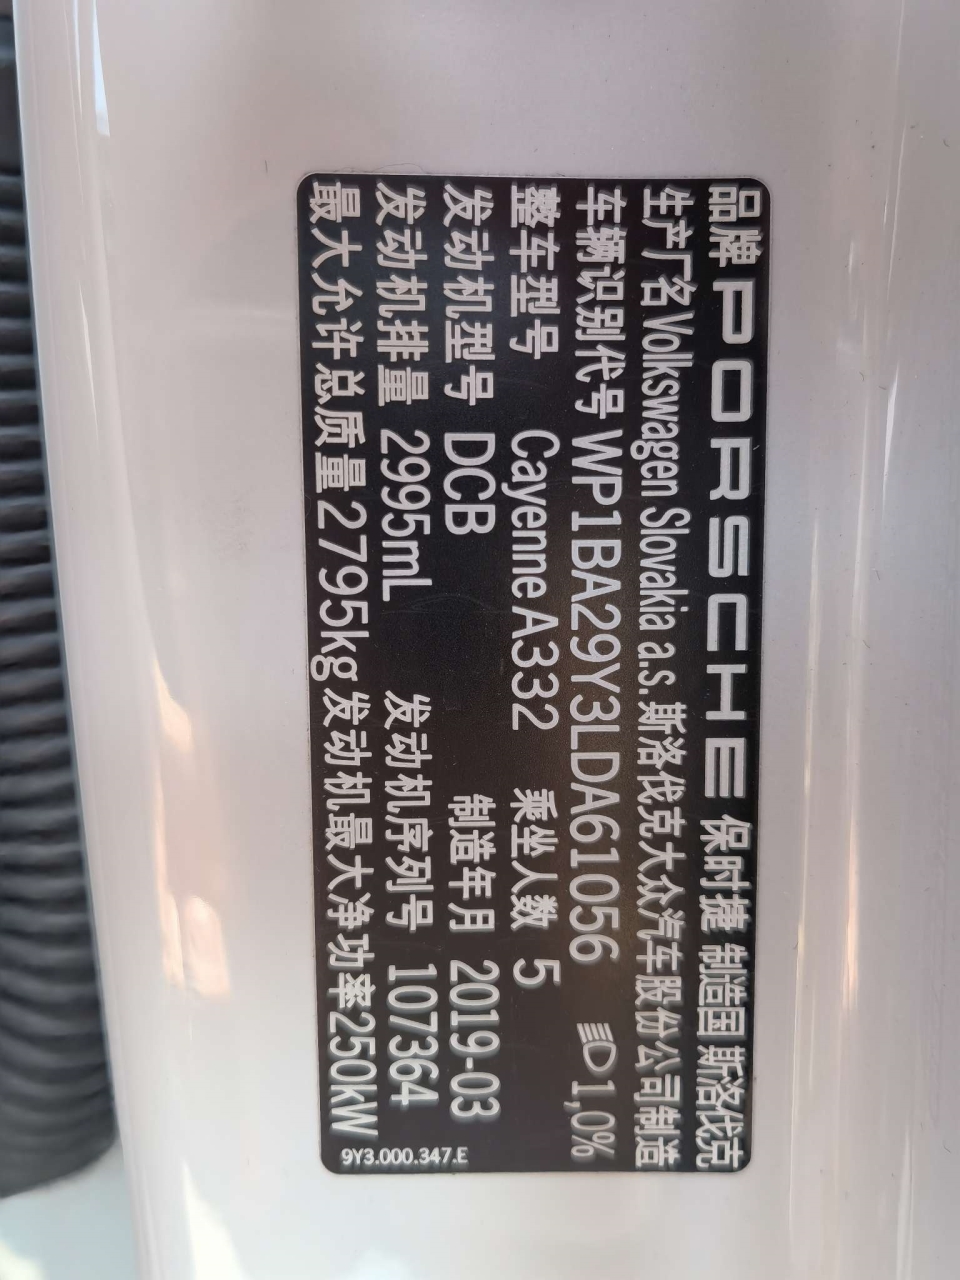 品牌 PORSCHE 保时捷 制造国 斯洛伐克
生产厂名 Volkswagen Slovakia a.s. 斯洛伐克大众汽车股份公司制造
车辆识别代号 WP1BA29Y3LDA61056 1,0%
整车型号 Cayenne A332 乘坐人数 5
发动机型号 DCB 制造年月 2019-03
发动机排量 2995mL 发动机序列号 107364
最大允许总质量 2795kg 发动机最大净功率 250kW
9Y3.000.347.E